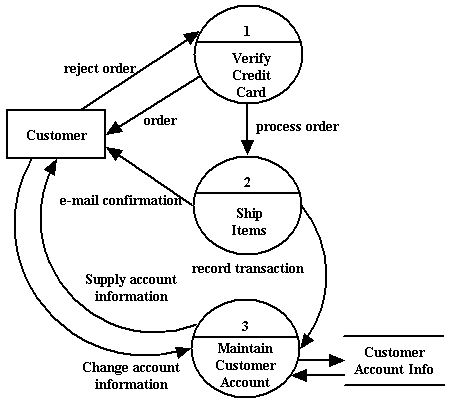 1
Verify
Credit
Card
reject order
order
process order
Customer
2
Ship
Items
e-mail confirmation
record transaction
Supply account
information
3
Maintain
Customer
Account
Customer
Account Info
Change account
information